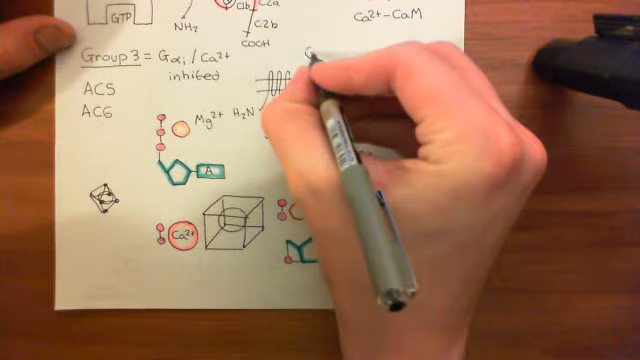 GTP
NH₂
C1b
C2a
C2b
COOH
Ca²⁺-CaM
Group 3 = Gαi / Ca²⁺
inhibited
AC5
AC6
Mg²⁺
H₂N
A
Ca²⁺